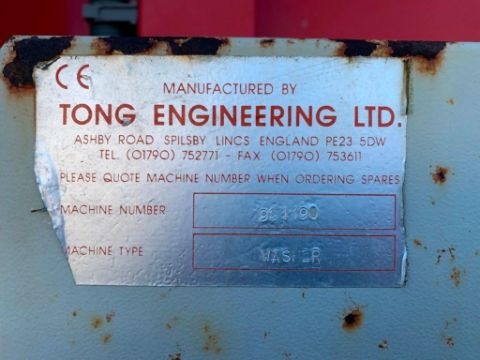 CE
MANUFACTURED BY
TONG ENGINEERING LTD.
ASHBY ROAD SPILSBY LINCS ENGLAND PE23 5DW
TEL. (01790) 752771 - FAX (01790) 753611
PLEASE QUOTE MACHINE NUMBER WHEN ORDERING SPARES
MACHINE NUMBER
MACHINE TYPE WASHER